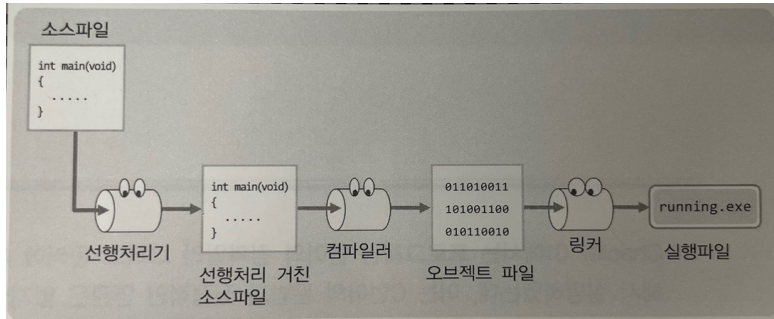 소스파일
int main(void)
{
.....
}
int main(void)
{
.....
}
011010011
101001100
010110010
running.exe
선행처리기
선행처리 거친
소스파일
컴파일러
오브젝트 파일
링커
실행파일